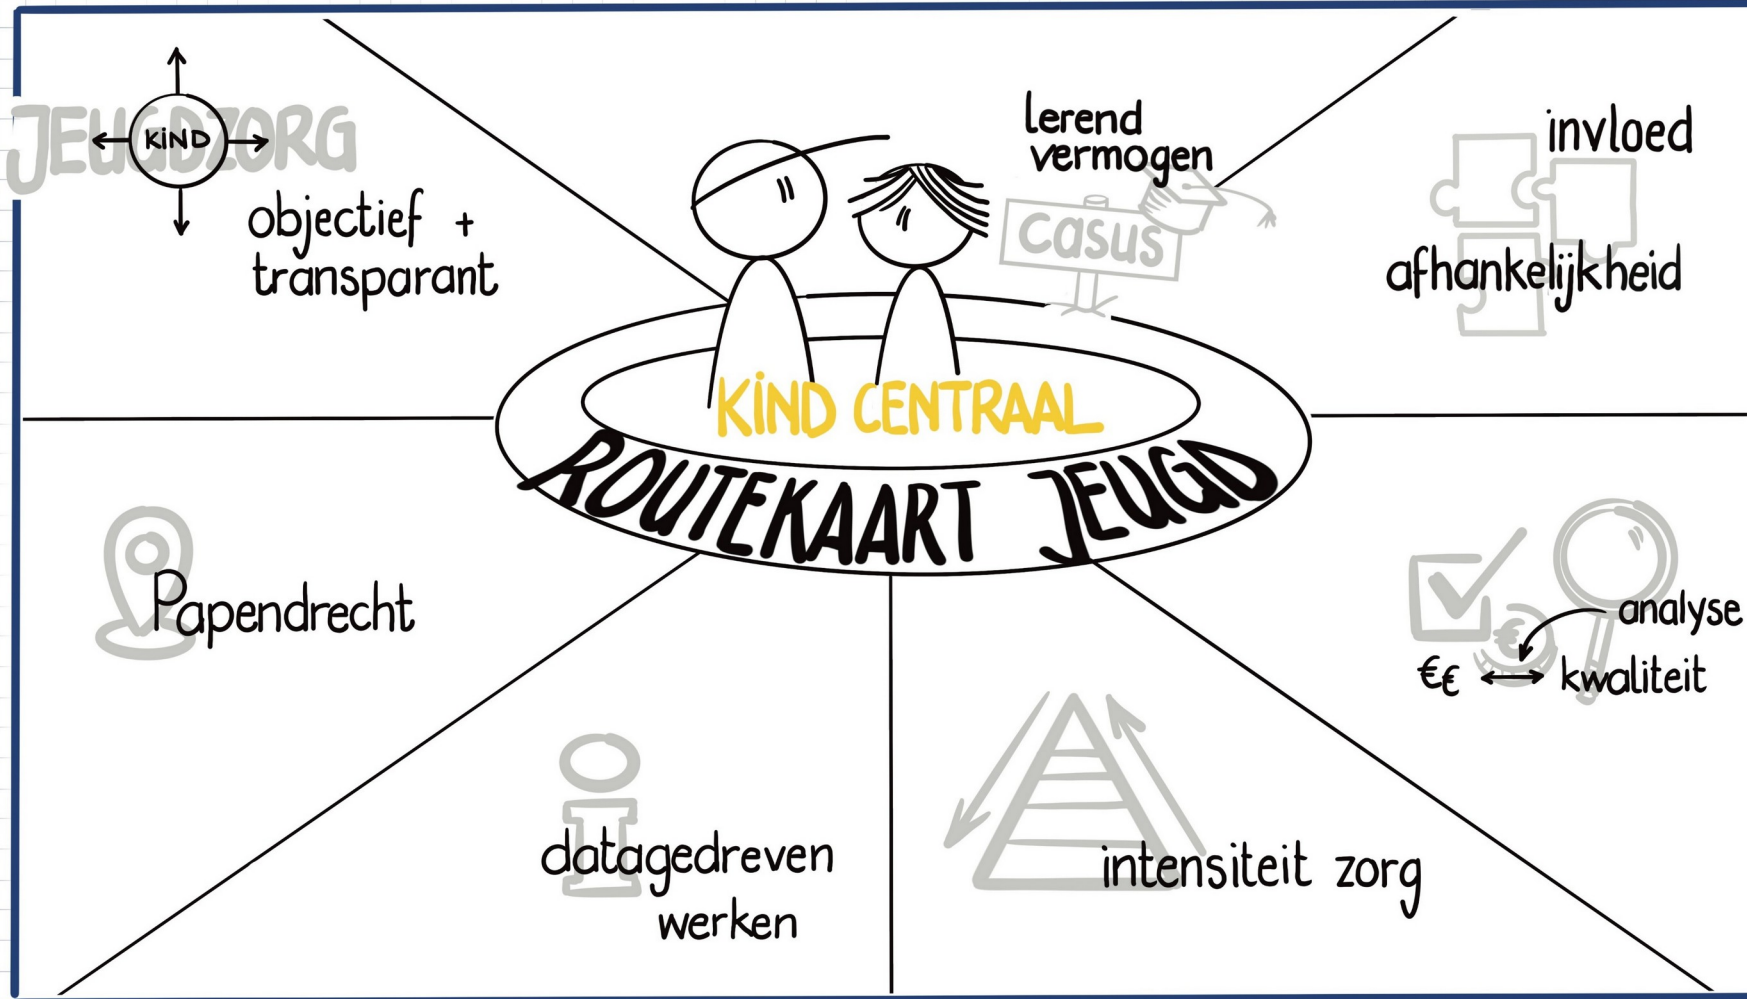 JEUGDZORG
KIND
objectief +
transparant
lerend
vermogen
casus
invloed
afhankelijkheid
KIND CENTRAAL
ROUTEKAART JEUGD
Papendrecht
analyse
€
€€ ↔ kwaliteit
datagedreven
werken
intensiteit zorg